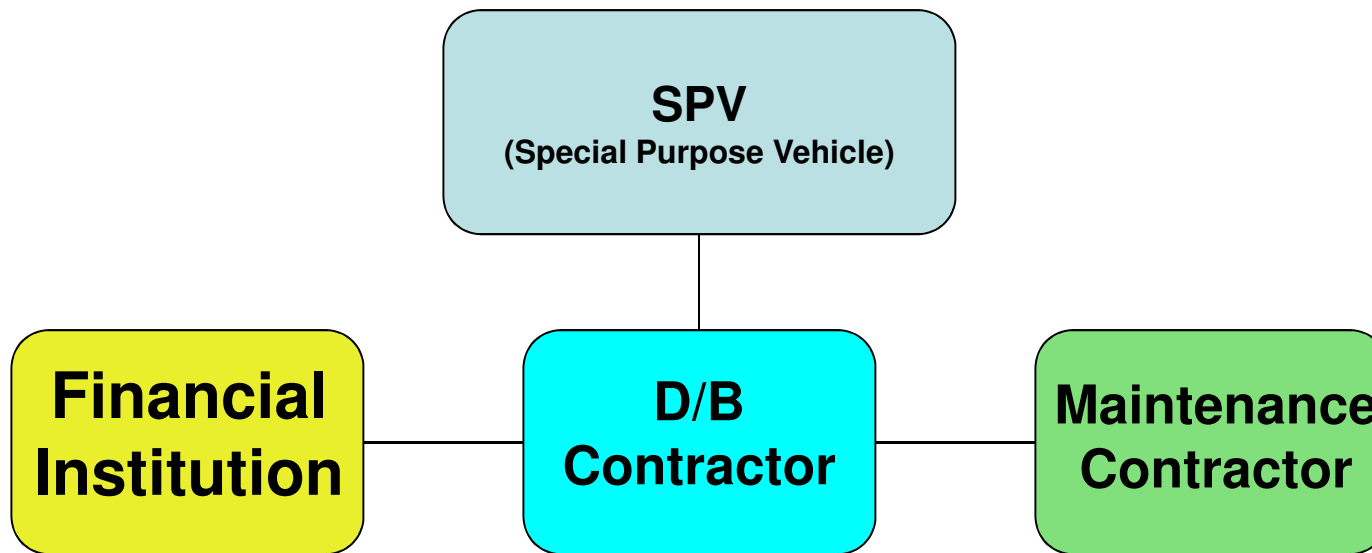 SPV
(Special Purpose Vehicle)
Financial
Institution
D/B
Contractor
Maintenance
Contractor